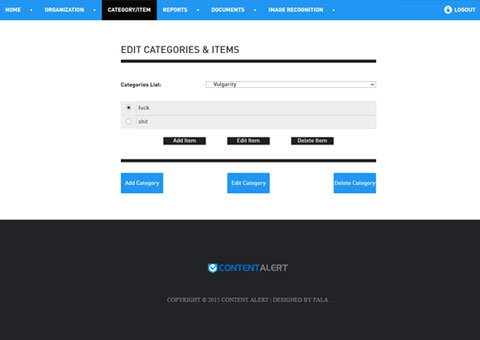 HOME ORGANIZATION CATEGORY/ITEM REPORTS DOCUMENTS IMAGE RECOGNITION LOGOUT
EDIT CATEGORIES & ITEMS
Categories List: Vulgarity
fuck
shit
Add Item Edit Item Delete Item
Add Category Edit Category Delete Category
CONTENTALERT
COPYRIGHT © 2015 CONTENT ALERT | DESIGNED BY FALA.